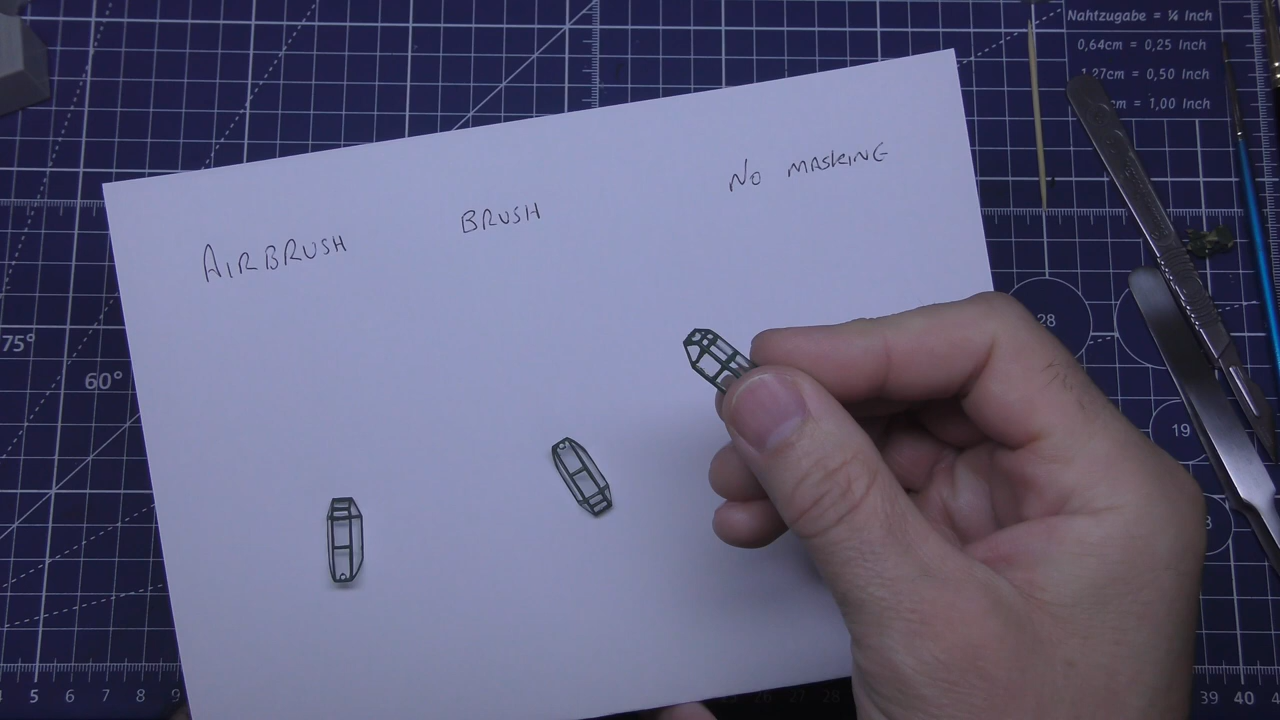 Nahtzugabe = ¼ Inch
0,64cm = 0,25 Inch
1,27cm = 0,50 Inch
cm = 1,00 Inch
NO MASKING
BRUSH
AIRBRUSH
28
75°
60°
19
5 6 7 8 9
39 40